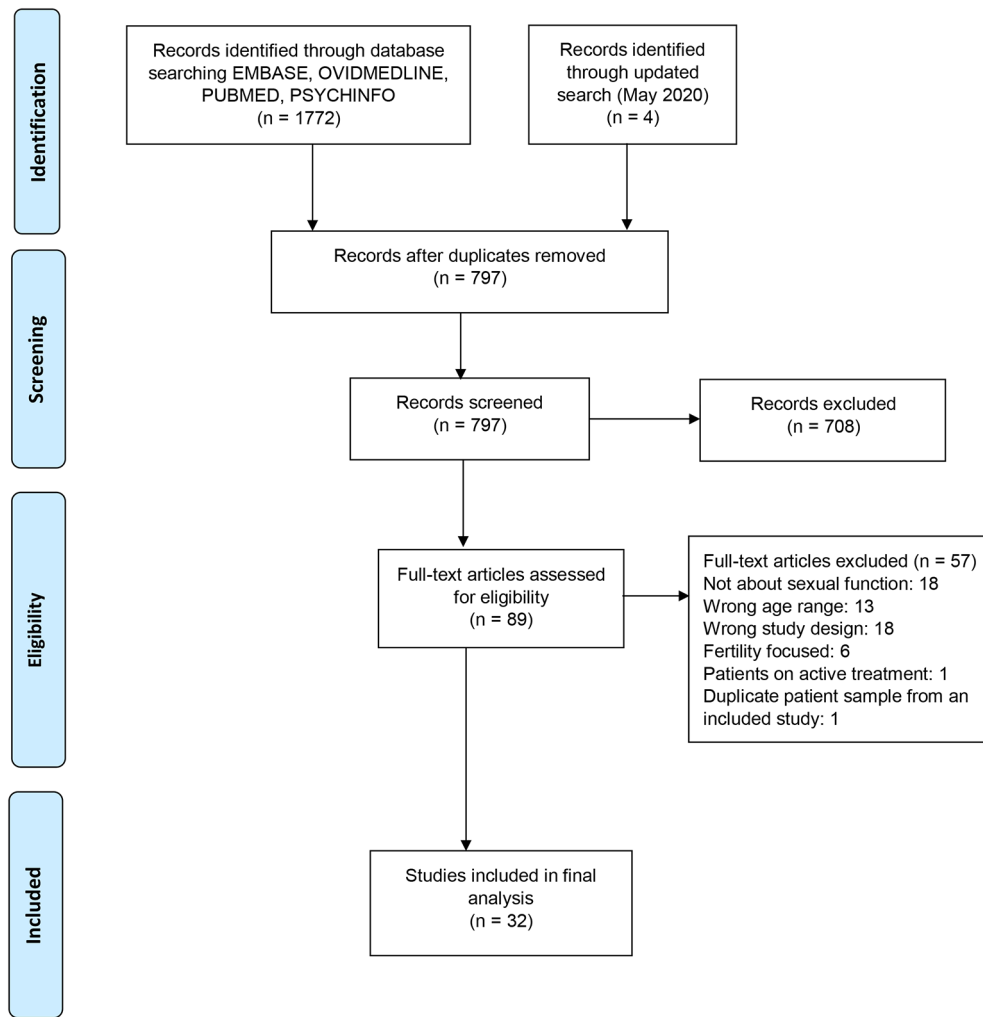 Identification
Records identified through database
searching EMBASE, OVIDMEDLINE,
PUBMED, PSYCHINFO
(n = 1772)
Records identified
through updated
search (May 2020)
(n = 4)
Records after duplicates removed
(n = 797)
Screening
Records screened
(n = 797)
Records excluded
(n = 708)
Eligibility
Full-text articles assessed
for eligibility
(n = 89)
Full-text articles excluded (n = 57)
Not about sexual function: 18
Wrong age range: 13
Wrong study design: 18
Fertility focused: 6
Patients on active treatment: 1
Duplicate patient sample from an
included study: 1
Included
Studies included in final
analysis
(n = 32)